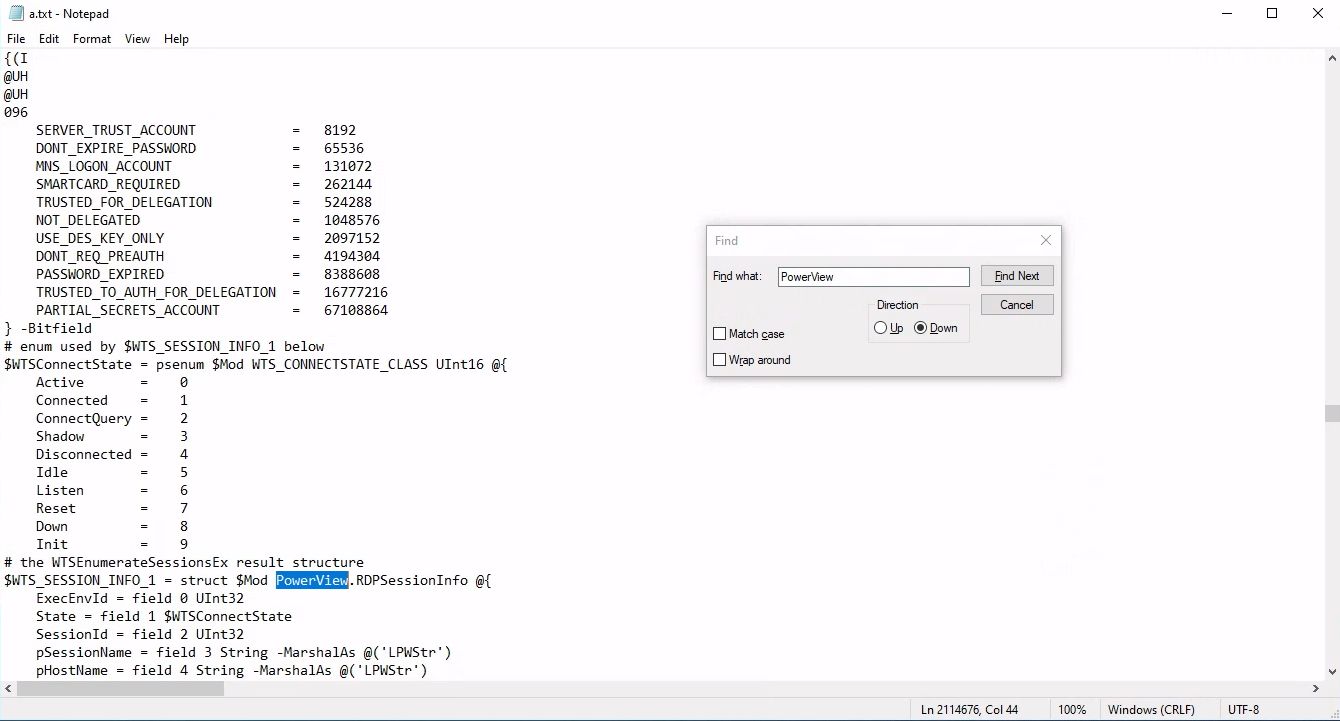 a.txt - Notepad
File Edit Format View Help
{(I
@UH
@UH
096
    SERVER_TRUST_ACCOUNT            =   8192
    DONT_EXPIRE_PASSWORD            =   65536
    MNS_LOGON_ACCOUNT               =   131072
    SMARTCARD_REQUIRED              =   262144
    TRUSTED_FOR_DELEGATION          =   524288
    NOT_DELEGATED                   =   1048576
    USE_DES_KEY_ONLY                =   2097152
    DONT_REQ_PREAUTH                =   4194304
    PASSWORD_EXPIRED                =   8388608
    TRUSTED_TO_AUTH_FOR_DELEGATION  =   16777216
    PARTIAL_SECRETS_ACCOUNT         =   67108864
} -Bitfield
# enum used by $WTS_SESSION_INFO_1 below
$WTSConnectState = psenum $Mod WTS_CONNECTSTATE_CLASS UInt16 @{
    Active       =    0
    Connected    =    1
    ConnectQuery =    2
    Shadow       =    3
    Disconnected =    4
    Idle         =    5
    Listen       =    6
    Reset        =    7
    Down         =    8
    Init         =    9
# the WTSEnumerateSessionsEx result structure
$WTS_SESSION_INFO_1 = struct $Mod PowerView.RDPSessionInfo @{
    ExecEnvId = field 0 UInt32
    State = field 1 $WTSConnectState
    SessionId = field 2 UInt32
    pSessionName = field 3 String -MarshalAs @('LPWStr')
    pHostName = field 4 String -MarshalAs @('LPWStr')
Find
Find what: PowerView Find Next
Direction Cancel
Up Down
Match case
Wrap around
Ln 2114676, Col 44 100% Windows (CRLF) UTF-8